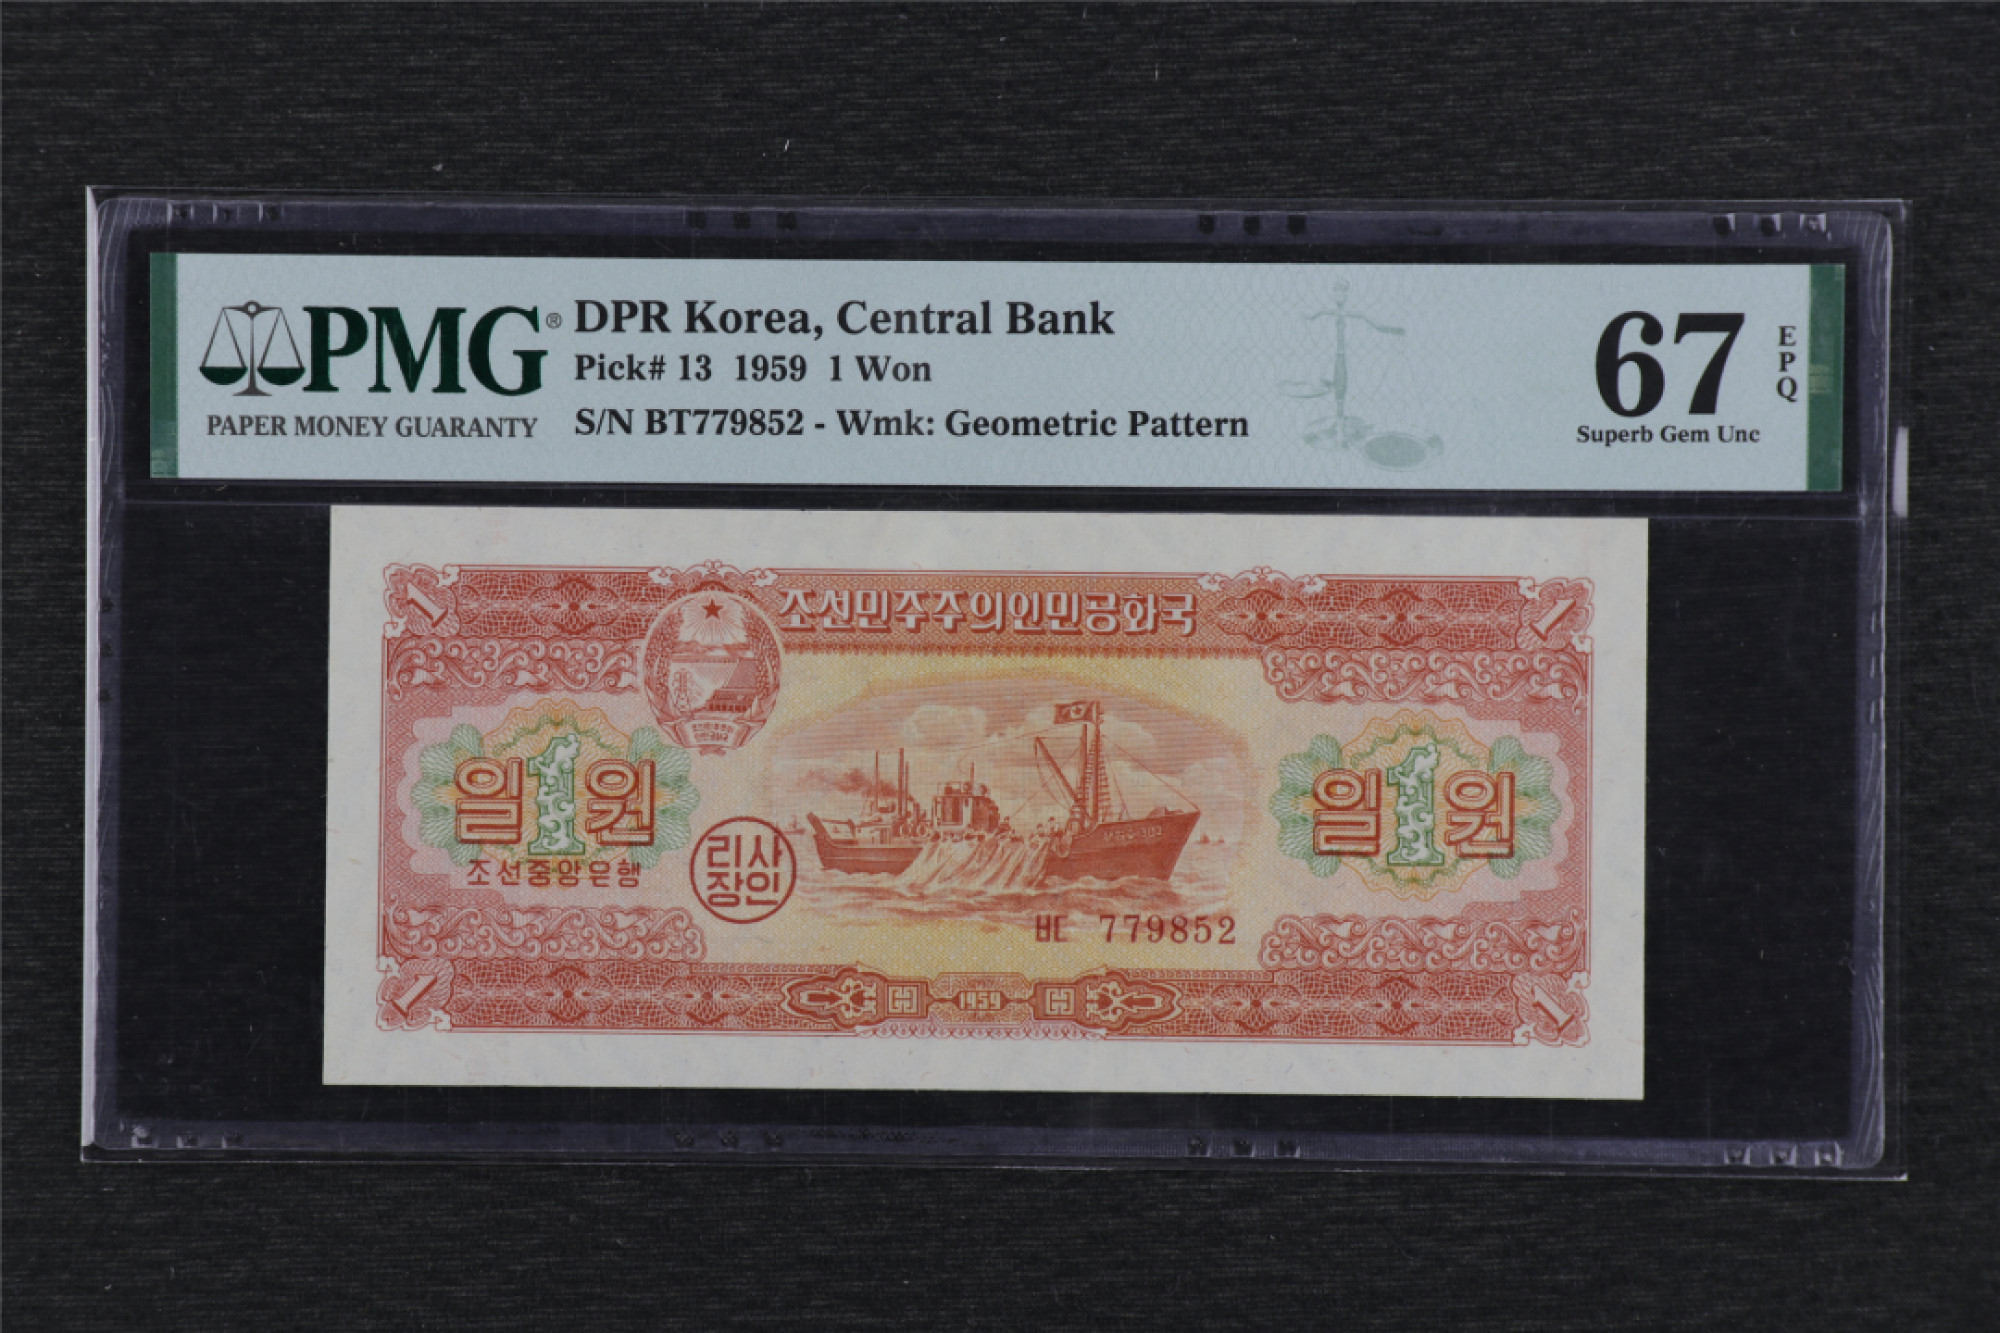 PMG®
PAPER MONEY GUARANTY
DPR Korea, Central Bank
Pick# 13 1959 1 Won
S/N BT779852 - Wmk: Geometric Pattern
67
EPQ
Superb Gem Unc
1
조선민주주의인민공화국
1
일1원
일1원
조선중앙은행
리사
장인
ㅂㄷ 779852
1
1959
1